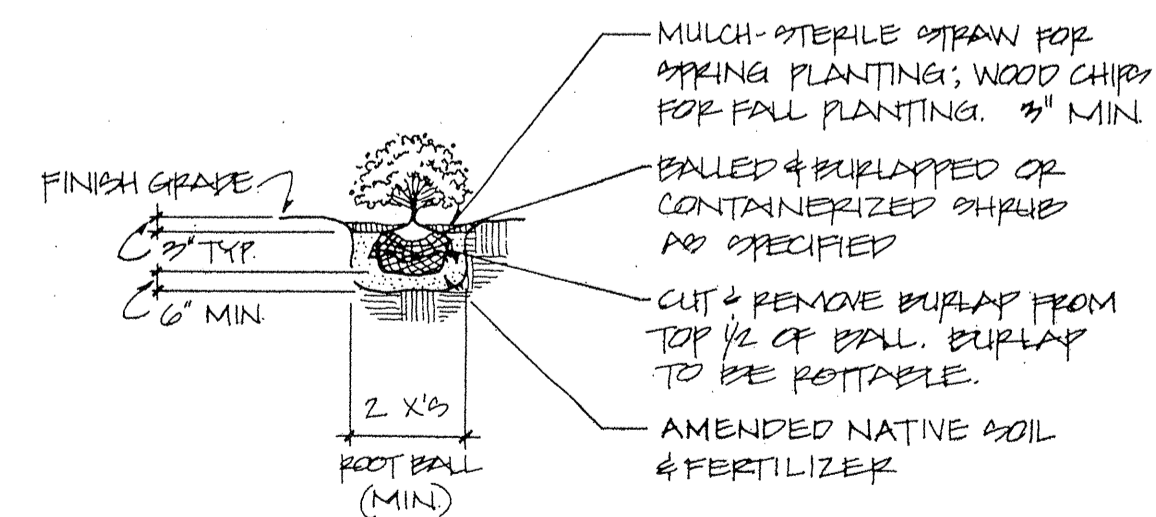 MULCH-STERILE STRAW FOR
SPRING PLANTING; WOOD CHIPS
FOR FALL PLANTING. 3" MIN.
BALLED & BURLAPPED OR
CONTAINERIZED SHRUB
AS SPECIFIED
CUT & REMOVE BURLAP FROM
TOP 1/2 OF BALL. BURLAP
TO BE ROTTABLE.
AMENDED NATIVE SOIL
& FERTILIZER
FINISH GRADE
3" TYP.
6" MIN.
2 X'S
ROOT BALL
(MIN.)